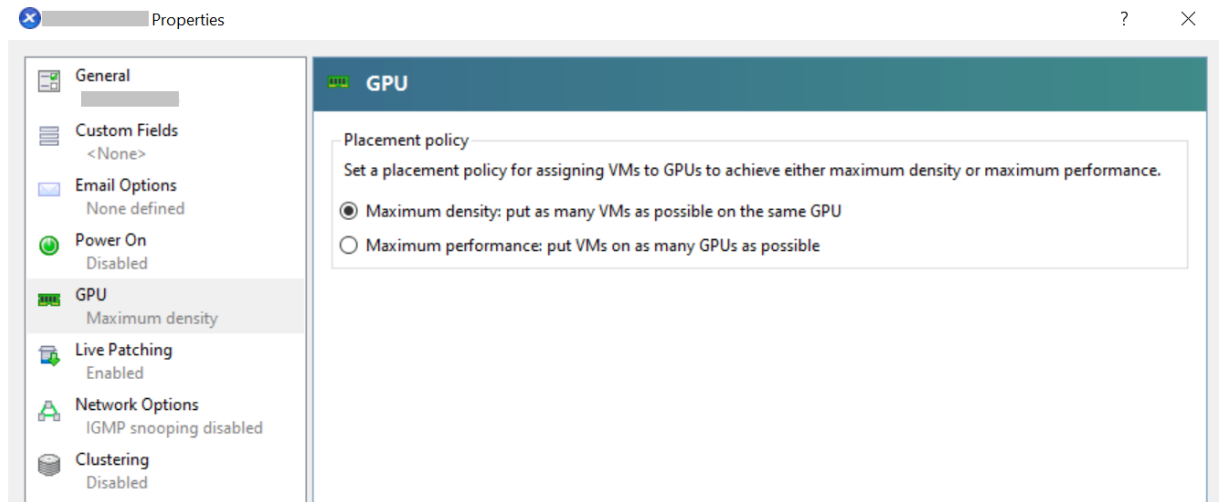 Properties
?
General
Custom Fields
<None>
Email Options
None defined
Power On
Disabled
GPU
Maximum density
Live Patching
Enabled
Network Options
IGMP snooping disabled
Clustering
Disabled
GPU
Placement policy
Set a placement policy for assigning VMs to GPUs to achieve either maximum density or maximum performance.
Maximum density: put as many VMs as possible on the same GPU
Maximum performance: put VMs on as many GPUs as possible